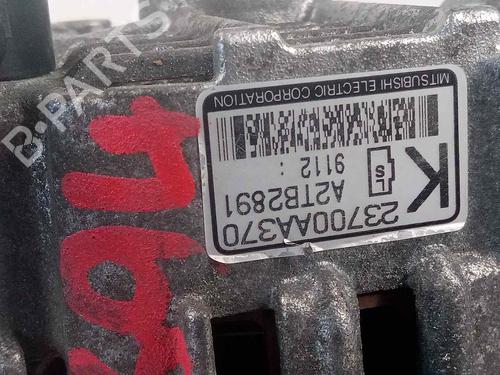 23700AA370
A2TB2891
9112 :
K
L
S
MITSUBISHI ELECTRIC CORPORATION
B-PARTS